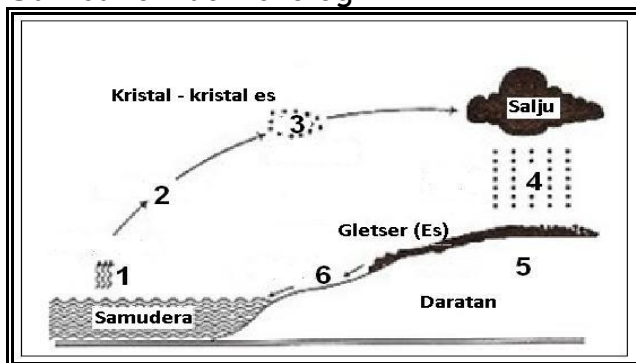 Kristal - kristal es
3
Salju
2
4
Gletser (Es)
1
6
5
Samudera
Daratan